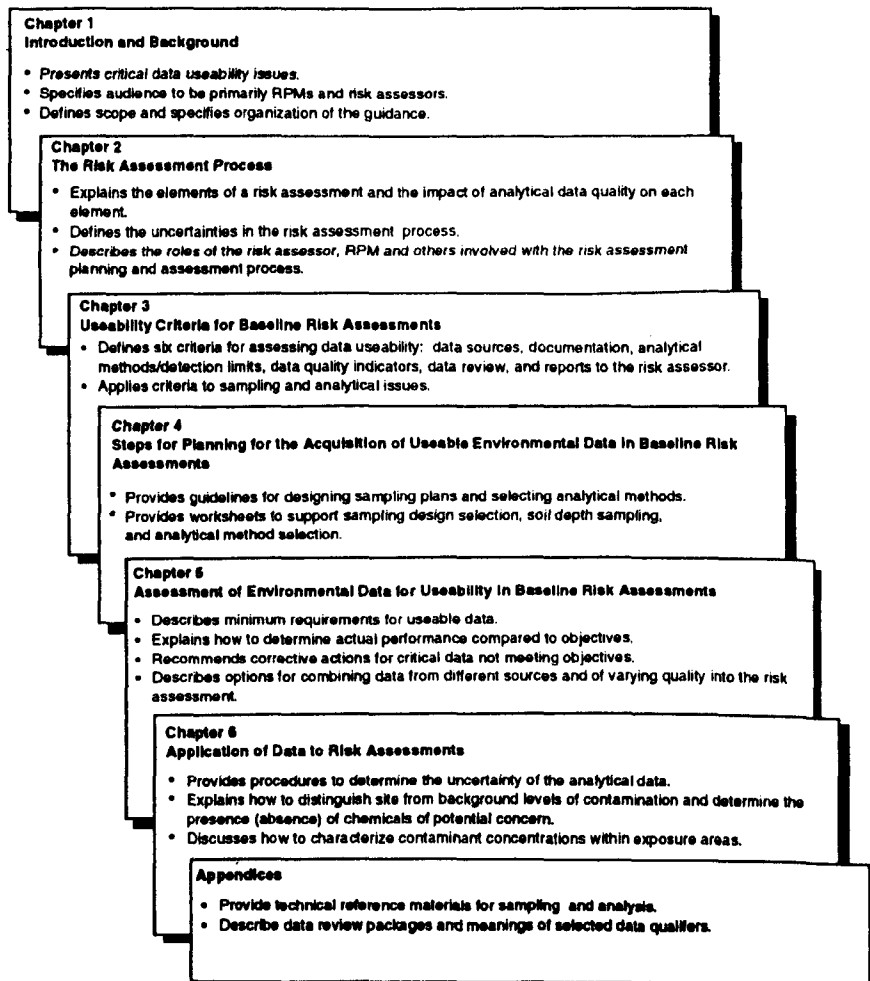 Chapter 1
Introduction and Background
• Presents critical data useability issues.
• Specifies audience to be primarily RPMs and risk assessors.
• Defines scope and specifies organization of the guidance.
Chapter 2
The Risk Assessment Process
• Explains the elements of a risk assessment and the impact of analytical data quality on each
element.
• Defines the uncertainties in the risk assessment process.
• Describes the roles of the risk assessor, RPM and others involved with the risk assessment
planning and assessment process.
Chapter 3
Useability Criteria for Baseline Risk Assessments
• Defines six criteria for assessing data useability: data sources, documentation, analytical
methods/detection limits, data quality indicators, data review, and reports to the risk assessor.
• Applies criteria to sampling and analytical issues.
Chapter 4
Steps for Planning for the Acquisition of Useable Environmental Data in Baseline Risk
Assessments
• Provides guidelines for designing sampling plans and selecting analytical methods.
• Provides worksheets to support sampling design selection, soil depth sampling,
and analytical method selection.
Chapter 5
Assessment of Environmental Data for Useability in Baseline Risk Assessments
• Describes minimum requirements for useable data.
• Explains how to determine actual performance compared to objectives.
• Recommends corrective actions for critical data not meeting objectives.
• Describes options for combining data from different sources and of varying quality into the risk
assessment.
Chapter 6
Application of Data to Risk Assessments
• Provides procedures to determine the uncertainty of the analytical data.
• Explains how to distinguish site from background levels of contamination and determine the
presence (absence) of chemicals of potential concern.
• Discusses how to characterize contaminant concentrations within exposure areas.
Appendices
• Provide technical reference materials for sampling and analysis.
• Describe data review packages and meanings of selected data qualifiers.